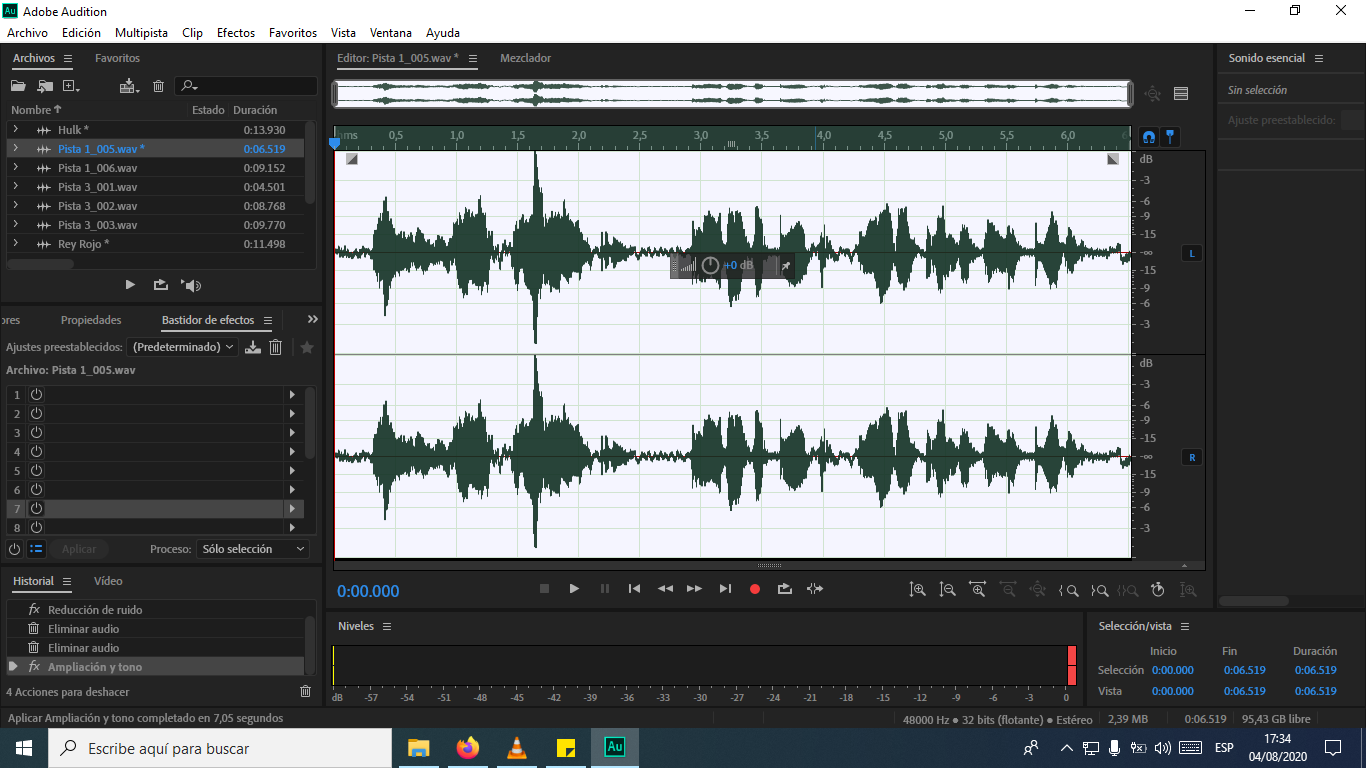 Au Adobe Audition
Archivo Edición Multipista Clip Efectos Favoritos Vista Ventana Ayuda
Archivos Favoritos
Nombre Estado Duración
Hulk * 0:13.930
Pista 1_005.wav * 0:06.519
Pista 1_006.wav 0:09.152
Pista 3_001.wav 0:04.501
Pista 3_002.wav 0:08.768
Pista 3_003.wav 0:09.770
Rey Rojo * 0:11.498
ores Propiedades Bastidor de efectos
Ajustes preestablecidos: (Predeterminado)
Archivo: Pista 1_005.wav
1
2
3
4
5
6
7
8
Aplicar Proceso: Sólo selección
Historial Vídeo
fx Reducción de ruido
Eliminar audio
Eliminar audio
fx Ampliación y tono
4 Acciones para deshacer
Editor: Pista 1_005.wav * Mezclador
hms 0,5 1,0 1,5 2,0 2,5 3,0 3,5 4,0 4,5 5,0 5,5 6,0
dB
-3
-6
-9
-15
-∞
-15
-9
-6
-3
L
+0 dB
dB
-3
-6
-9
-15
-∞
-15
-9
-6
-3
R
0:00.000
Niveles
dB -57 -54 -51 -48 -45 -42 -39 -36 -33 -30 -27 -24 -21 -18 -15 -12 -9 -6 -3 0
Sonido esencial
Sin selección
Ajuste preestablecido:
Selección/vista
Inicio Fin Duración
Selección 0:00.000 0:06.519 0:06.519
Vista 0:00.000 0:06.519 0:06.519
Aplicar Ampliación y tono completado en 7,05 segundos
48000 Hz ● 32 bits (flotante) ● Estéreo 2,39 MB 0:06.519 95,43 GB libre
Escribe aquí para buscar
Au
ESP
17:34
04/08/2020